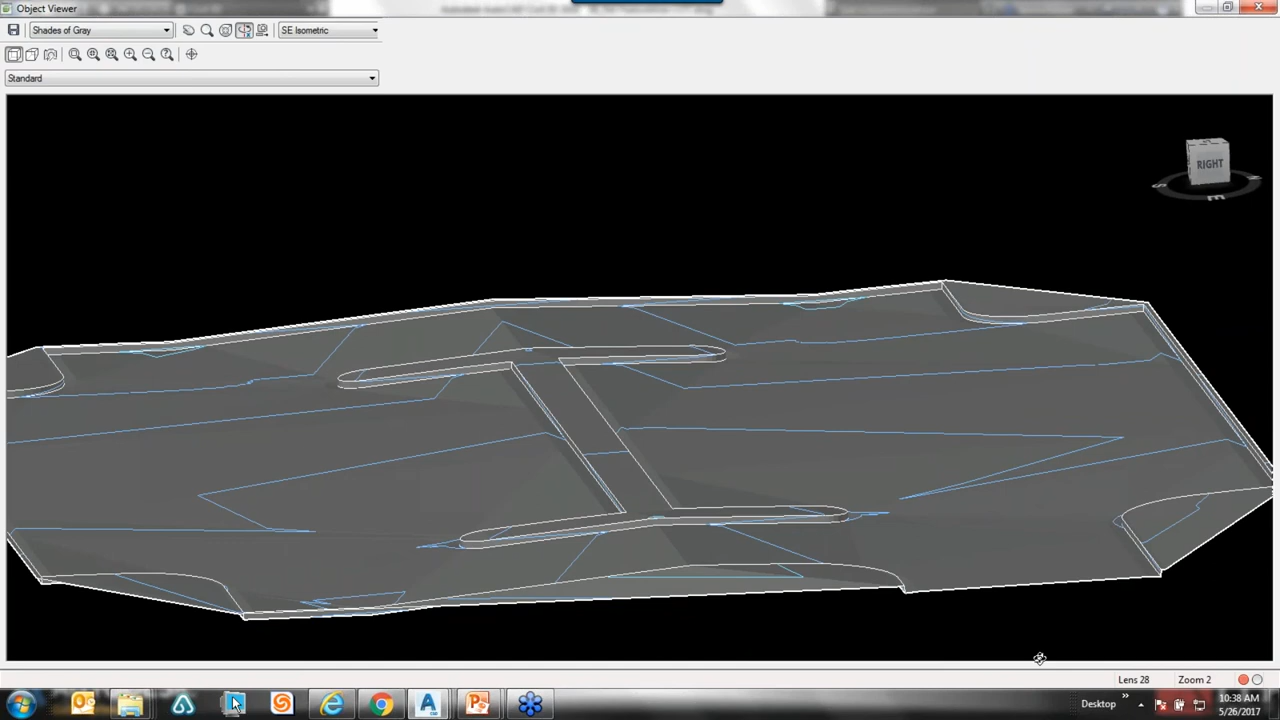 Object Viewer
Shades of Gray
SE Isometric
Standard
RIGHT
S
E
Lens 28
Zoom 2
Desktop
10:38 AM
5/26/2017